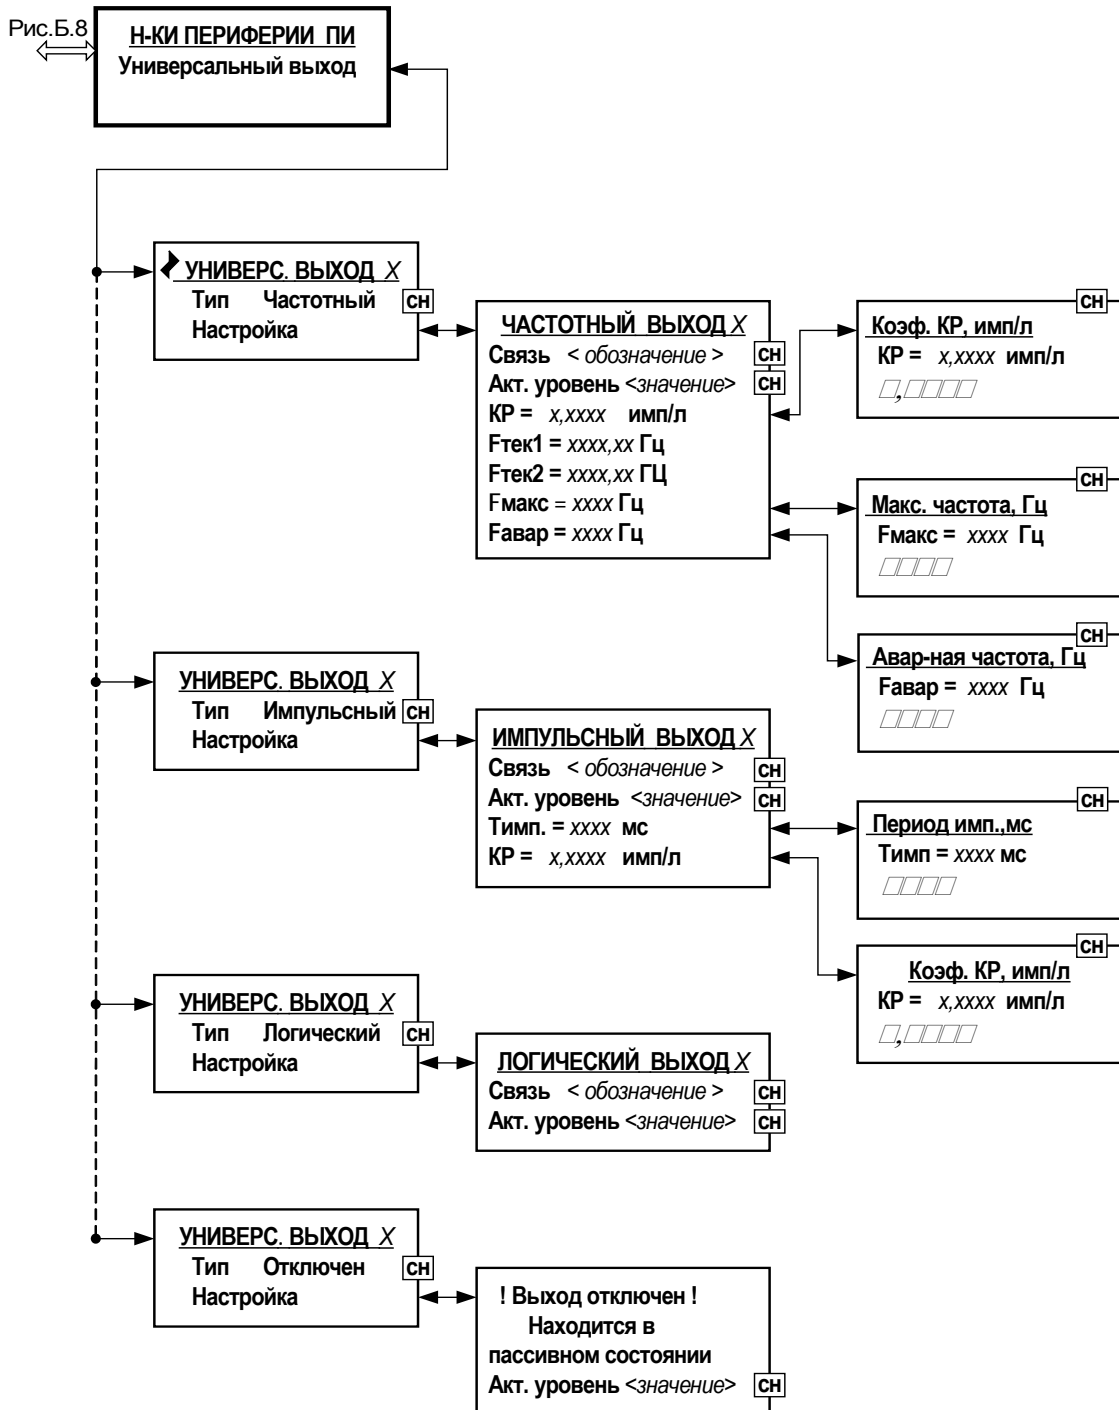 Рис.Б.8
Н-КИ ПЕРИФЕРИИ ПИ
Универсальный выход
УНИВЕРС. ВЫХОД X
Тип Частотный СН
Настройка
ЧАСТОТНЫЙ ВЫХОД X
Связь < обозначение > СН
Акт. уровень <значение> СН
КР = x,xxxx имп/л
Fтек1 = xxxx,xx Гц
Fтек2 = xxxx,xx ГЦ
Fмакс = xxxx Гц
Fавар = xxxx Гц
СН
Коэф. КР, имп/л
КР = x,xxxx имп/л
□,□□□□
СН
Макс. частота, Гц
Fмакс = xxxx Гц
□□□□
СН
Авар-ная частота, Гц
Fавар = xxxx Гц
□□□□
УНИВЕРС. ВЫХОД X
Тип Импульсный СН
Настройка
ИМПУЛЬСНЫЙ ВЫХОД X
Связь < обозначение > СН
Акт. уровень <значение> СН
Тимп. = xxxx мс
КР = x,xxxx имп/л
СН
Период имп.,мс
Тимп = xxxx мс
□□□□
СН
Коэф. КР, имп/л
КР = x,xxxx имп/л
□,□□□□
УНИВЕРС. ВЫХОД X
Тип Логический СН
Настройка
ЛОГИЧЕСКИЙ ВЫХОД X
Связь < обозначение > СН
Акт. уровень <значение> СН
УНИВЕРС. ВЫХОД X
Тип Отключен СН
Настройка
! Выход отключен !
Находится в
пассивном состоянии
Акт. уровень <значение> СН